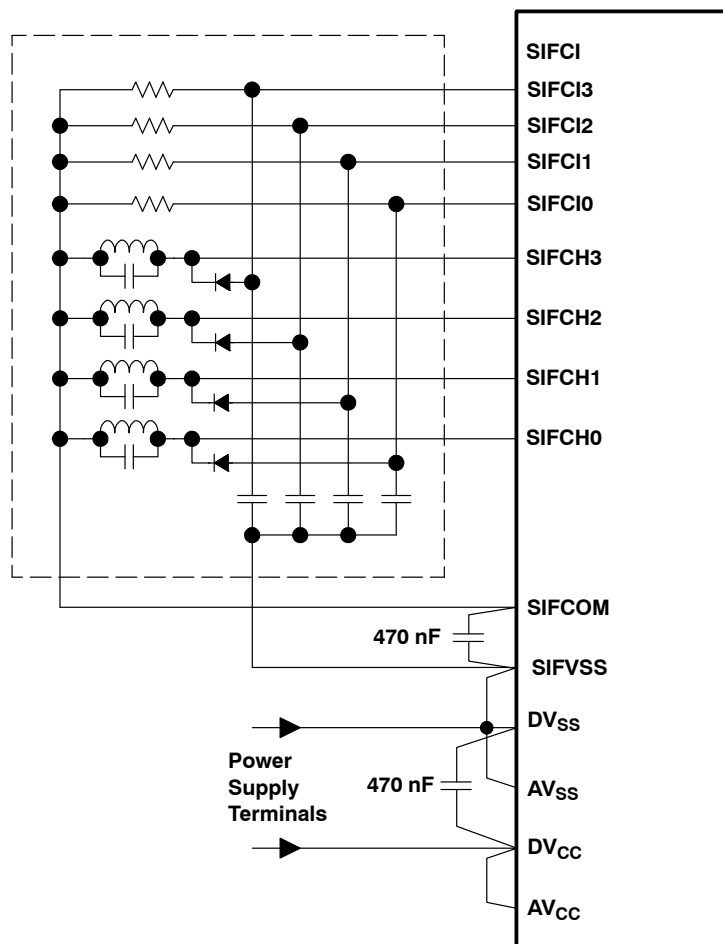 SIFCI
SIFCI3
SIFCI2
SIFCI1
SIFCI0
SIFCH3
SIFCH2
SIFCH1
SIFCH0
SIFCOM
470 nF
SIFVSS
DVSS
Power
Supply
Terminals
470 nF
AVSS
DVCC
AVCC